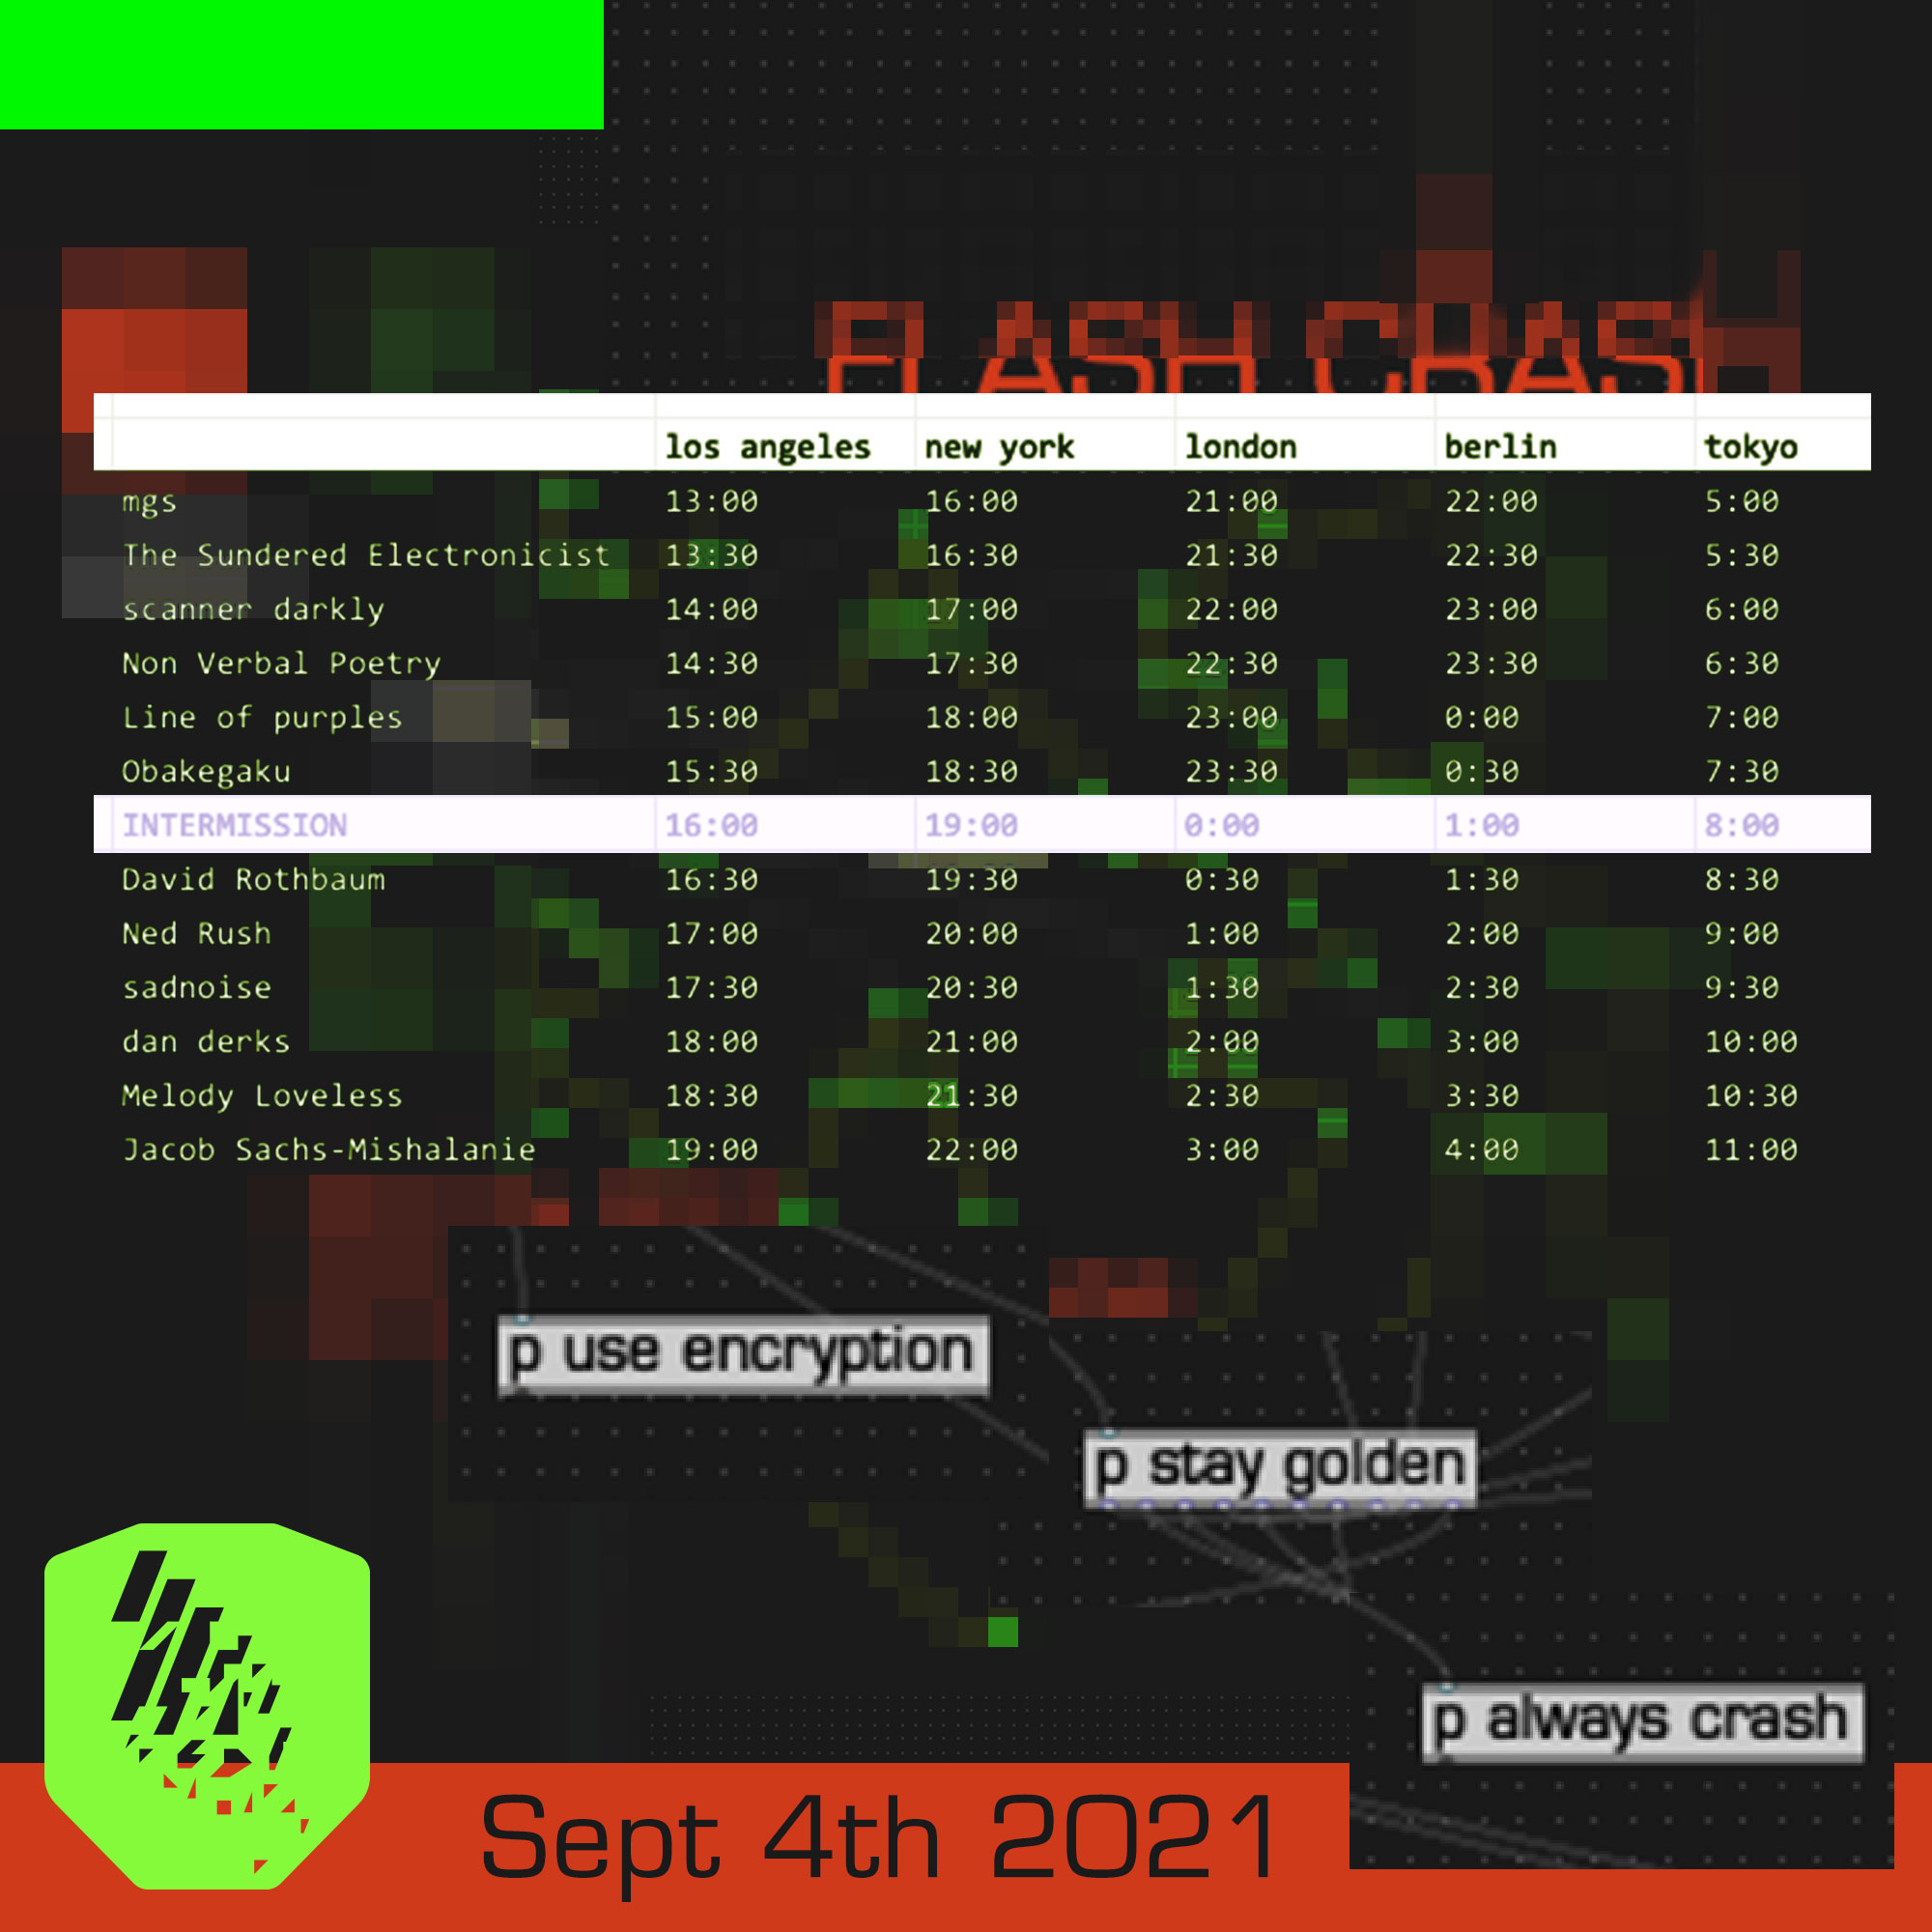 FLASH CRASH
los angeles new york london berlin tokyo
mgs 13:00 16:00 21:00 22:00 5:00
The Sundered Electronicist 13:30 16:30 21:30 22:30 5:30
scanner darkly 14:00 17:00 22:00 23:00 6:00
Non Verbal Poetry 14:30 17:30 22:30 23:30 6:30
Line of purples 15:00 18:00 23:00 0:00 7:00
Obakegaku 15:30 18:30 23:30 0:30 7:30
INTERMISSION 16:00 19:00 0:00 1:00 8:00
David Rothbaum 16:30 19:30 0:30 1:30 8:30
Ned Rush 17:00 20:00 1:00 2:00 9:00
sadnoise 17:30 20:30 1:30 2:30 9:30
dan derks 18:00 21:00 2:00 3:00 10:00
Melody Loveless 18:30 21:30 2:30 3:30 10:30
Jacob Sachs-Mishalanie 19:00 22:00 3:00 4:00 11:00
p use encryption
p stay golden
p always crash
Sept 4th 2021